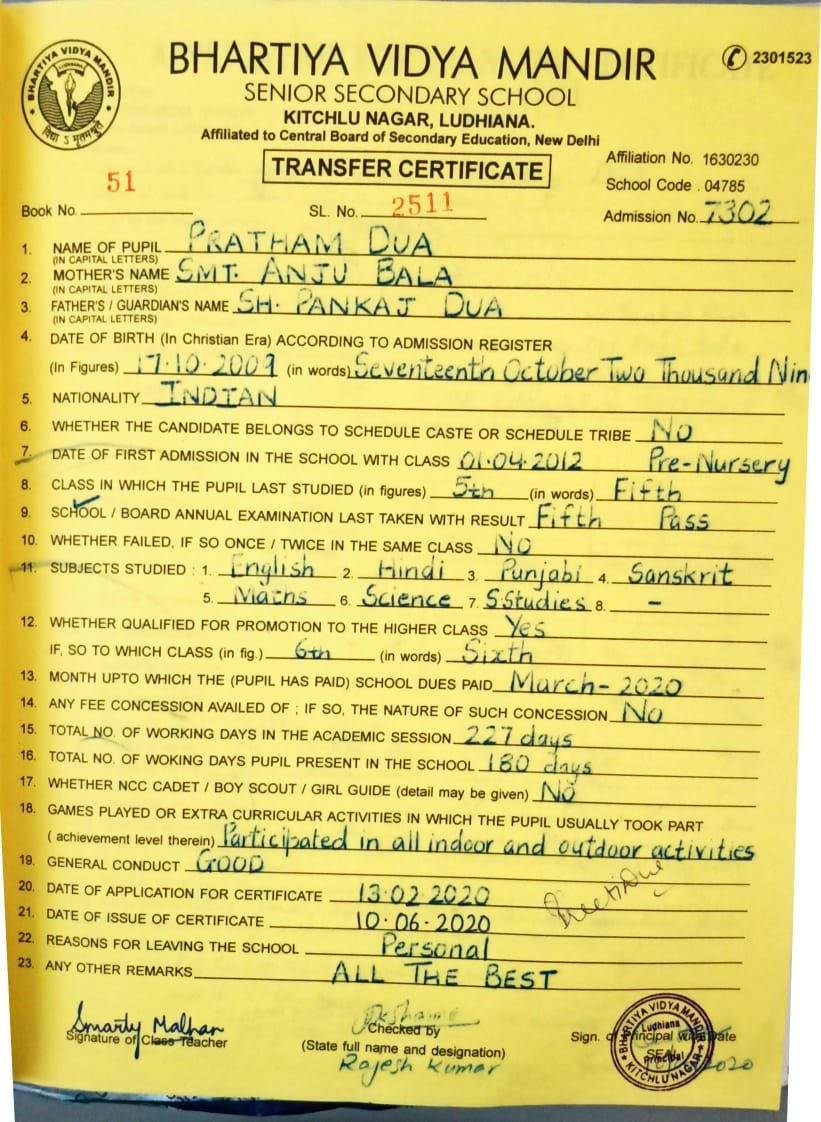 BHARTIYA VIDYA MANDIR
✆ 2301523
BHARTIYA VIDYA MANDIR
LUDHIANA
SENIOR SECONDARY SCHOOL
KITCHLU NAGAR, LUDHIANA.
Affiliated to Central Board of Secondary Education, New Delhi
TRANSFER CERTIFICATE
Affiliation No. 1630230
School Code . 04785
Book No. 51 SL. No. 2511 Admission No. 7302
1. NAME OF PUPIL PRATHAM DUA
(IN CAPITAL LETTERS)
2. MOTHER'S NAME SMT. ANJU BALA
(IN CAPITAL LETTERS)
3. FATHER'S / GUARDIAN'S NAME SH. PANKAJ DUA
(IN CAPITAL LETTERS)
4. DATE OF BIRTH (In Christian Era) ACCORDING TO ADMISSION REGISTER
(In Figures) 17.10.2009 (in words) Seventeenth October Two Thousand Nin
5. NATIONALITY INDIAN
6. WHETHER THE CANDIDATE BELONGS TO SCHEDULE CASTE OR SCHEDULE TRIBE NO
7. DATE OF FIRST ADMISSION IN THE SCHOOL WITH CLASS 01.04.2012 Pre-Nursery
8. CLASS IN WHICH THE PUPIL LAST STUDIED (in figures) 5th (in words) Fifth
9. SCHOOL / BOARD ANNUAL EXAMINATION LAST TAKEN WITH RESULT Fifth Pass
10. WHETHER FAILED, IF SO ONCE / TWICE IN THE SAME CLASS NO
11. SUBJECTS STUDIED : 1. English 2. Hindi 3. Punjabi 4. Sanskrit
5. Maths 6. Science 7. S.Studies 8. -
12. WHETHER QUALIFIED FOR PROMOTION TO THE HIGHER CLASS Yes
IF, SO TO WHICH CLASS (in fig.) 6th (in words) Sixth
13. MONTH UPTO WHICH THE (PUPIL HAS PAID) SCHOOL DUES PAID March-2020
14. ANY FEE CONCESSION AVAILED OF ; IF SO, THE NATURE OF SUCH CONCESSION No
15. TOTAL NO. OF WORKING DAYS IN THE ACADEMIC SESSION 227 days
16. TOTAL NO. OF WOKING DAYS PUPIL PRESENT IN THE SCHOOL 180 days
17. WHETHER NCC CADET / BOY SCOUT / GIRL GUIDE (detail may be given) No
18. GAMES PLAYED OR EXTRA CURRICULAR ACTIVITIES IN WHICH THE PUPIL USUALLY TOOK PART
( achievement level therein) Participated in all indoor and outdoor activities
19. GENERAL CONDUCT GOOD
20. DATE OF APPLICATION FOR CERTIFICATE 13.02.2020
21. DATE OF ISSUE OF CERTIFICATE 10.06.2020
22. REASONS FOR LEAVING THE SCHOOL Personal
23. ANY OTHER REMARKS ALL THE BEST
Smarty Malhan
Signature of Class Teacher
Checked by
(State full name and designation)
Rajesh Kumar
Sign. of Principal with Date
SEAL
BHARTIYA VIDYA MANDIR
Ludhiana
Principal
KITCHLU NAGAR
2020